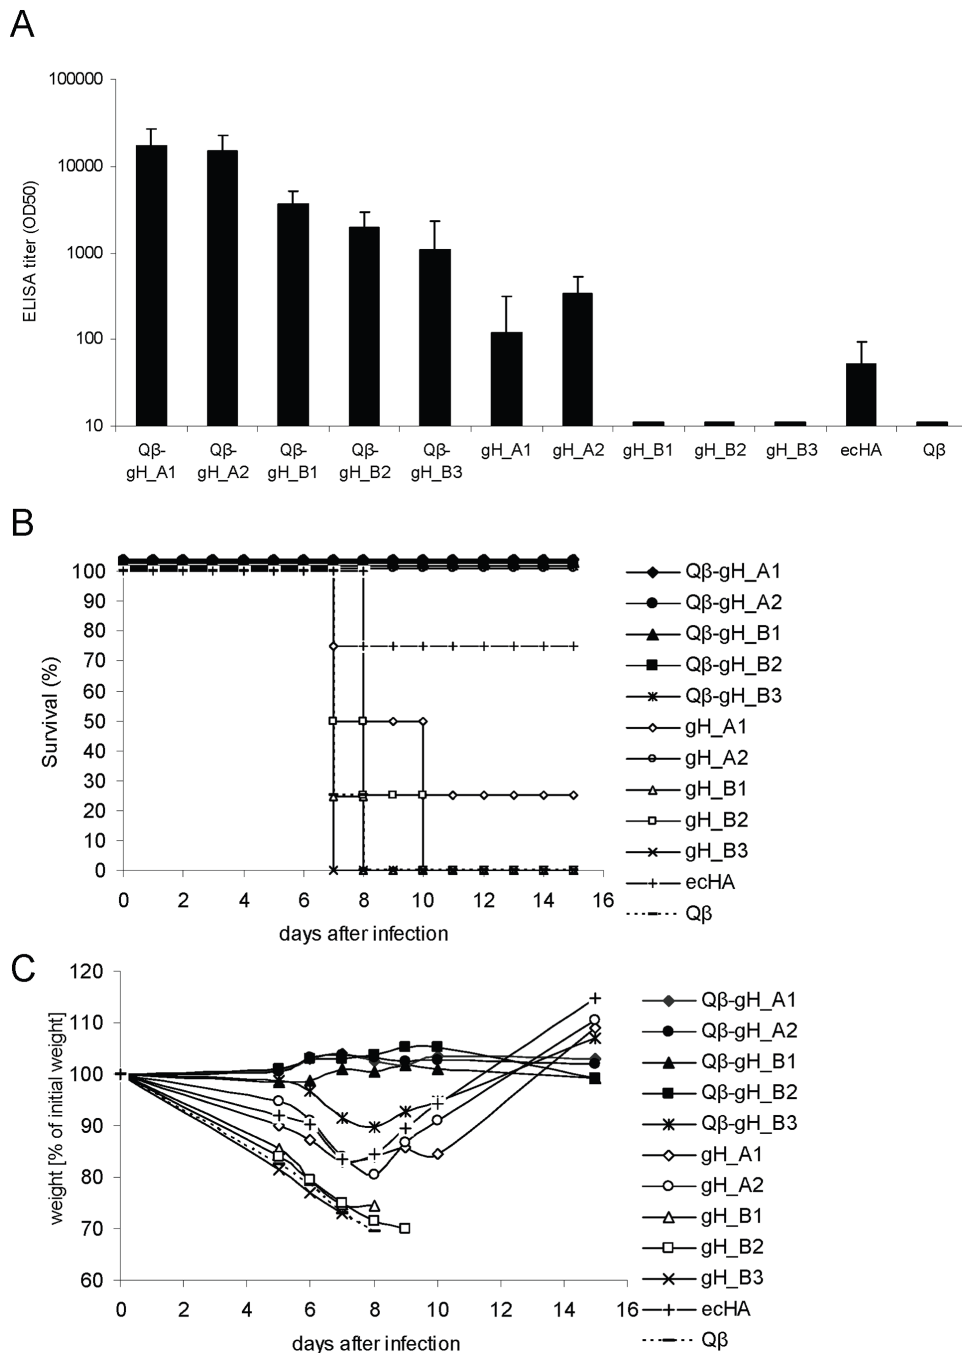 A
100000
10000
1000
100
10
ELISA titer (OD50)
Qβ-
gH_A1
Qβ-
gH_A2
Qβ-
gH_B1
Qβ-
gH_B2
Qβ-
gH_B3
gH_A1
gH_A2
gH_B1
gH_B2
gH_B3
ecHA
Qβ
B
100
90
80
70
60
50
40
30
20
10
0
Survival (%)
0 2 4 6 8 10 12 14 16
days after infection
Qβ-gH_A1
Qβ-gH_A2
Qβ-gH_B1
Qβ-gH_B2
Qβ-gH_B3
gH_A1
gH_A2
gH_B1
gH_B2
gH_B3
ecHA
Qβ
C
120
110
100
90
80
70
60
weight [% of initial weight]
0 2 4 6 8 10 12 14 16
days after infection
Qβ-gH_A1
Qβ-gH_A2
Qβ-gH_B1
Qβ-gH_B2
Qβ-gH_B3
gH_A1
gH_A2
gH_B1
gH_B2
gH_B3
ecHA
Qβ